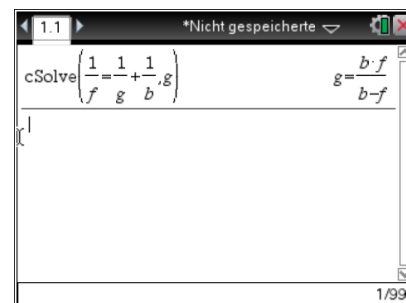 1.1 *Nicht gespeicherte
cSolve(1/f=1/g+1/b,g) g=b·f/b−f
1/99